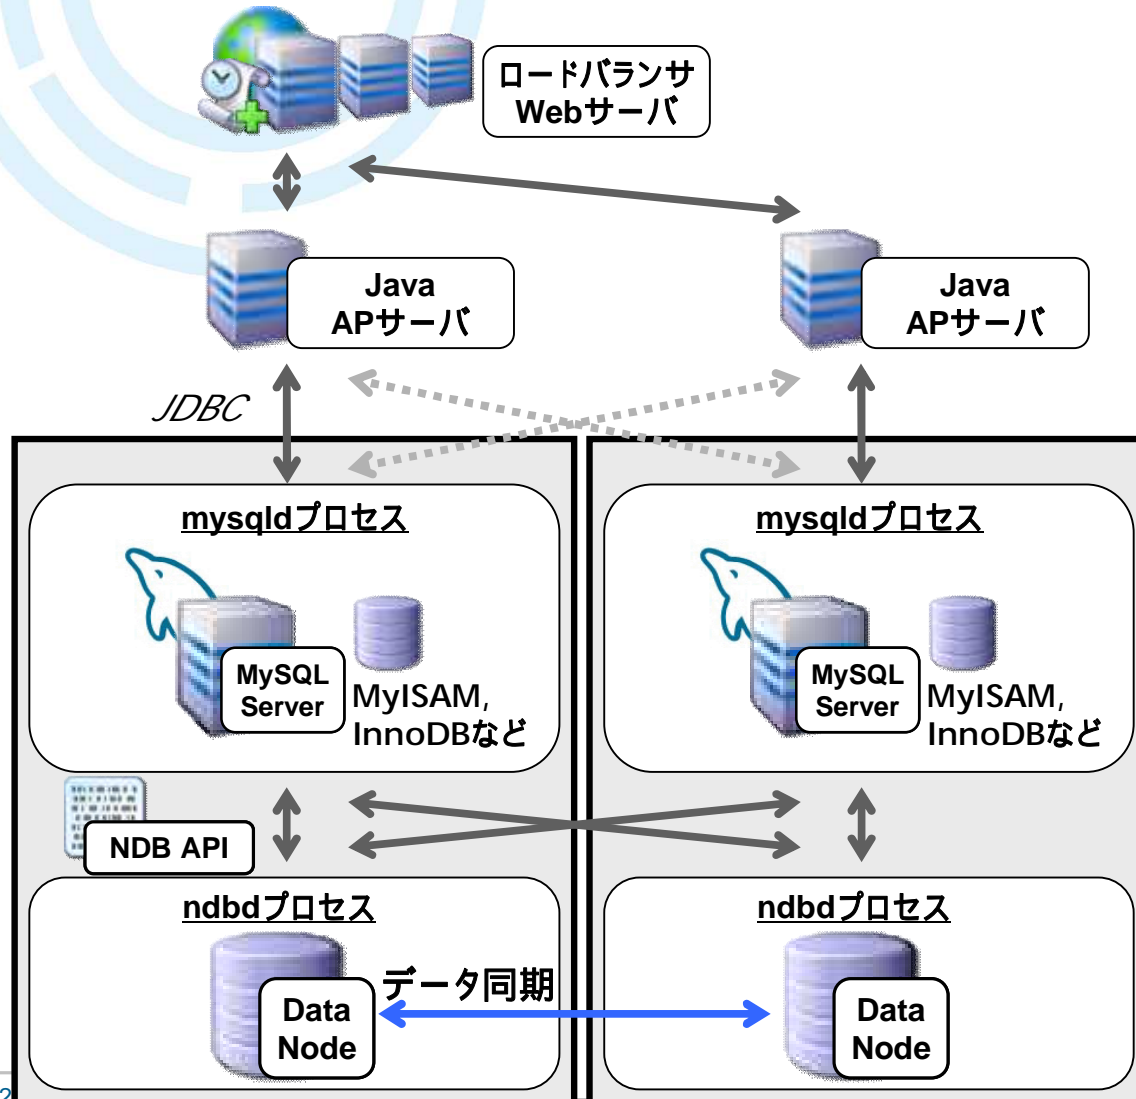 ロードバランサ
Webサーバ
Java
APサーバ
Java
APサーバ
JDBC
mysqldプロセス
mysqldプロセス
MySQL
Server
MyISAM,
InnoDBなど
MySQL
Server
MyISAM,
InnoDBなど
NDB API
ndbdプロセス
ndbdプロセス
データ同期
Data
Node
Data
Node
2